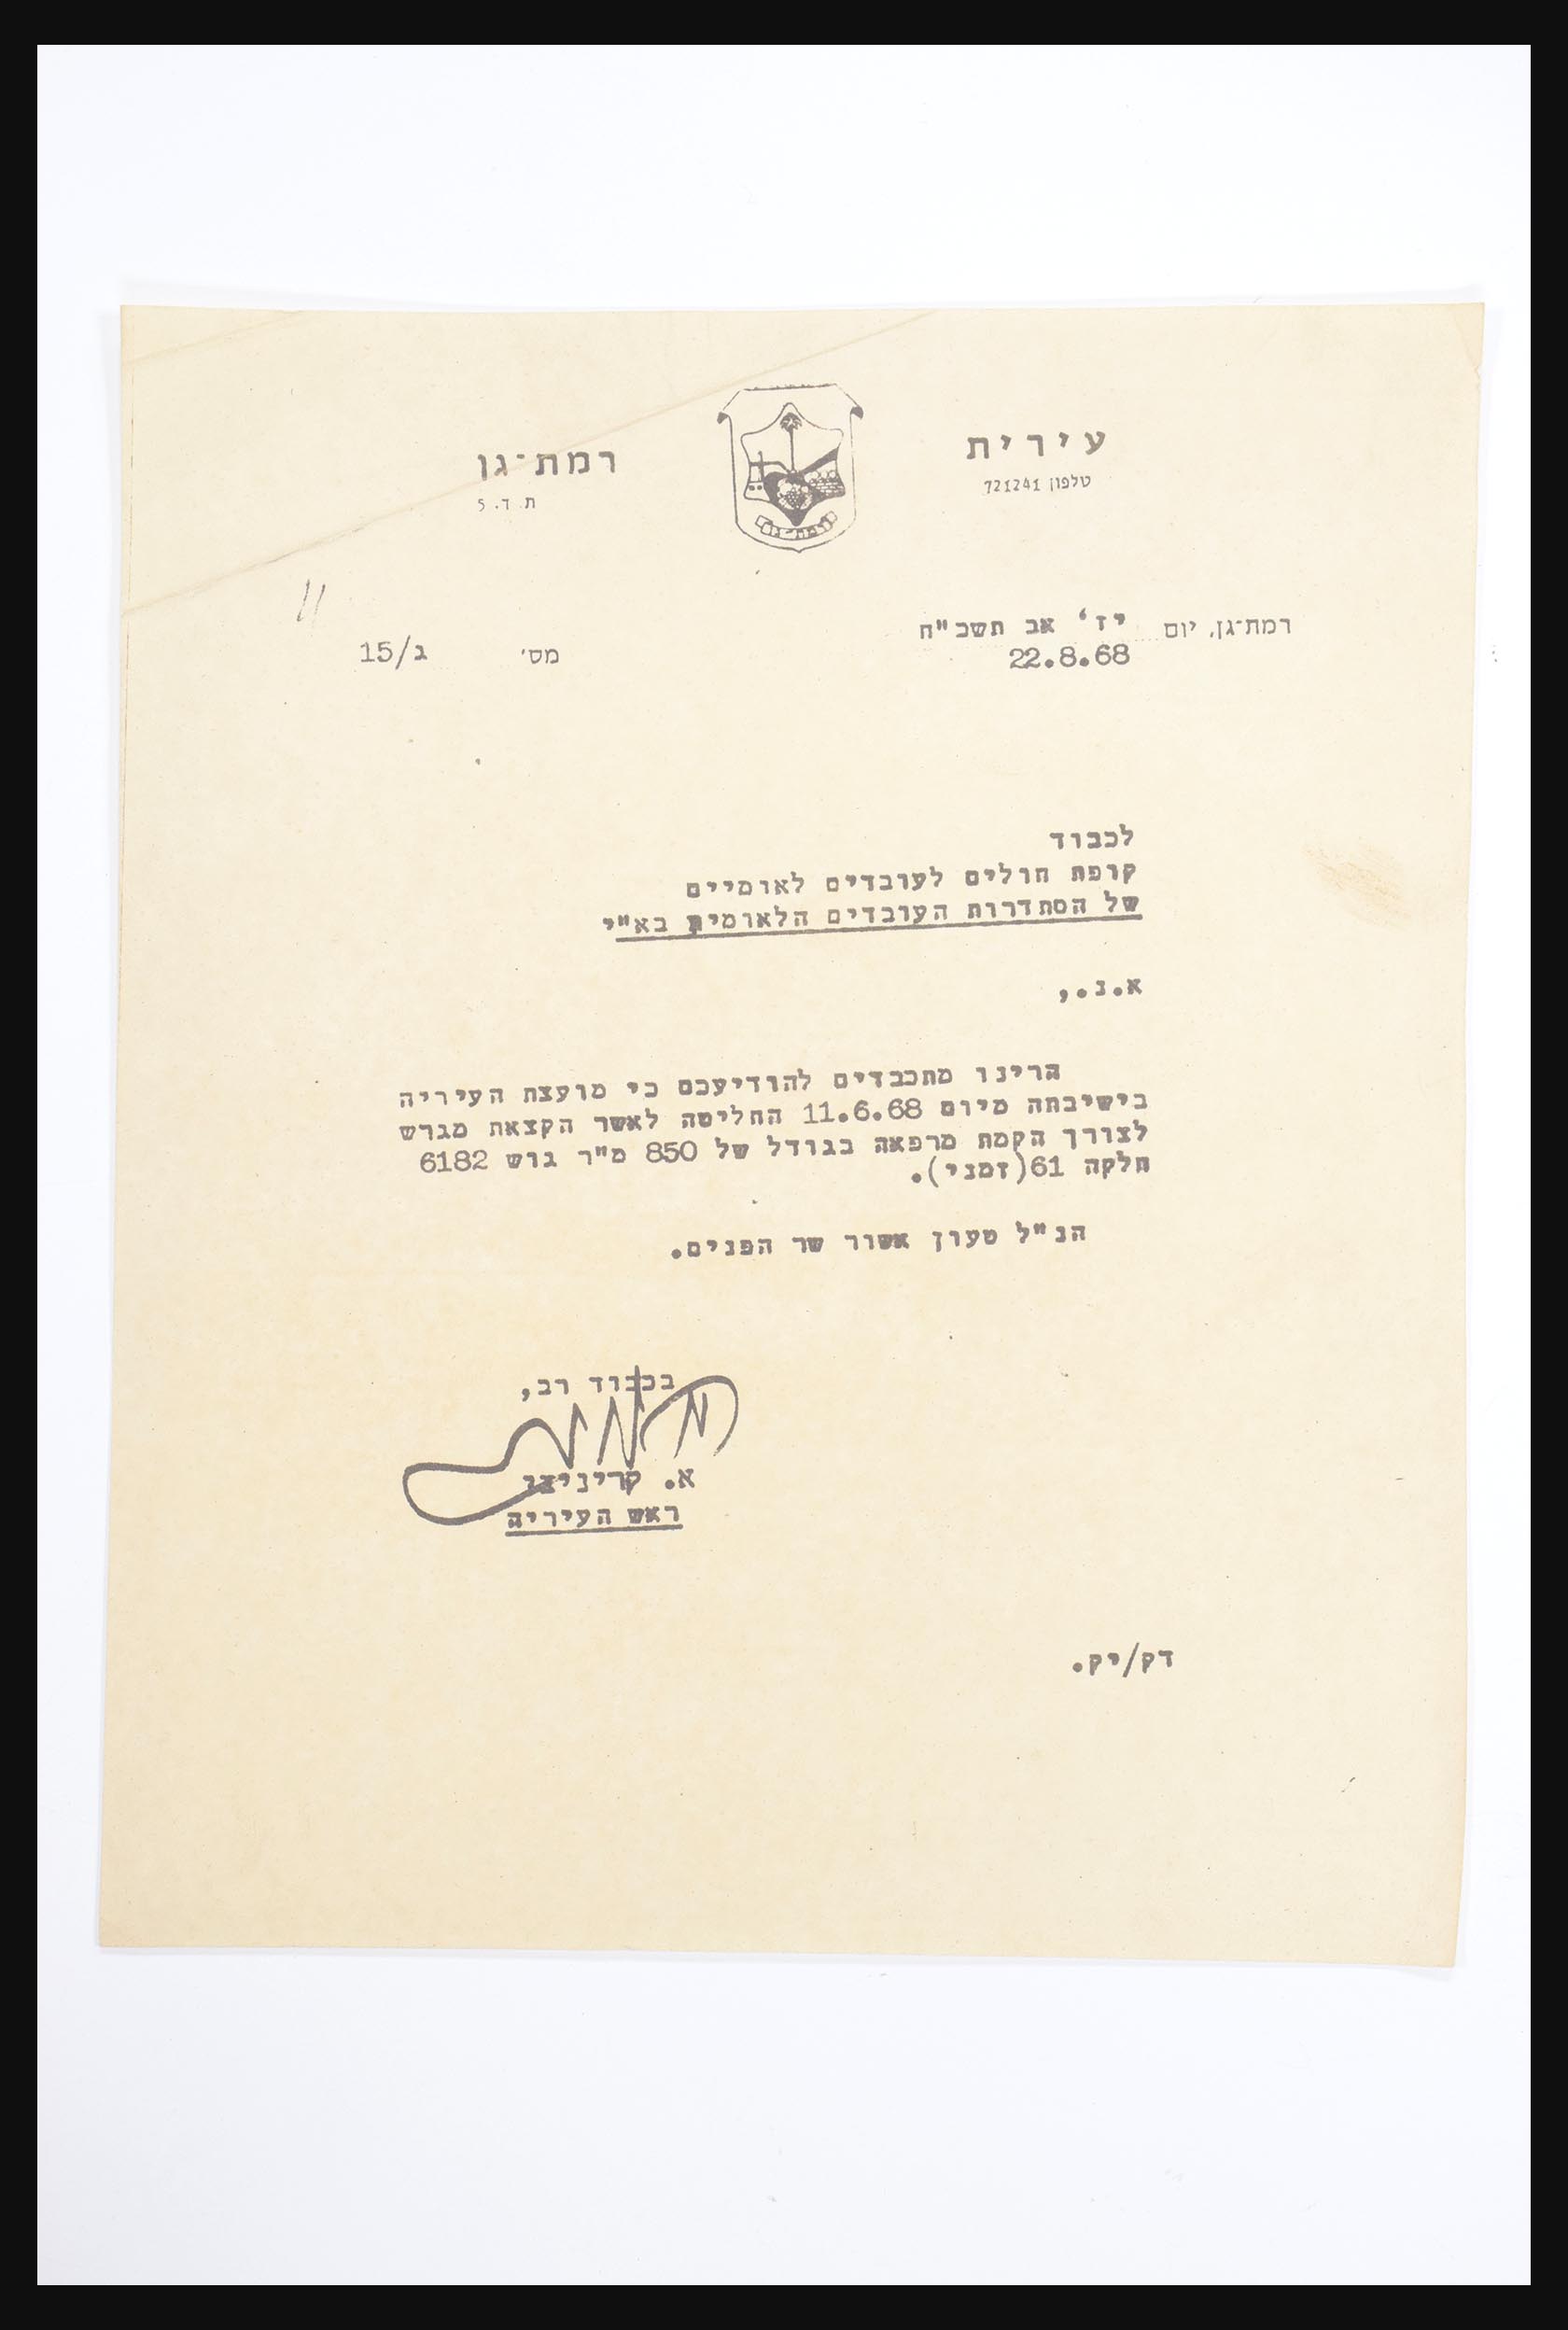 עירית
רמת-גן
טלפון 721241
ת.ד. 5
רמת-גן, יום יז' אב תשכ"ח
22.8.68
מס' ג/15
לכבוד
קופת חולים לעובדים לאומיים
של הסתדרות העובדים הלאומית בא"י
א.נ.,
הרינו מתכבדים להודיעכם כי מועצת העיריה
בישיבתה מיום 11.6.68 החליטה לאשר הקצאת מגרש
לצורך הקמת מרפאה בגודל של 850 מ"ר גוש 6182
חלקה 61(זמני).
הנ"ל טעון אשור שר הפנים.
בכבוד רב,
א. קריניצי
ראש העיריה
דק/יק.